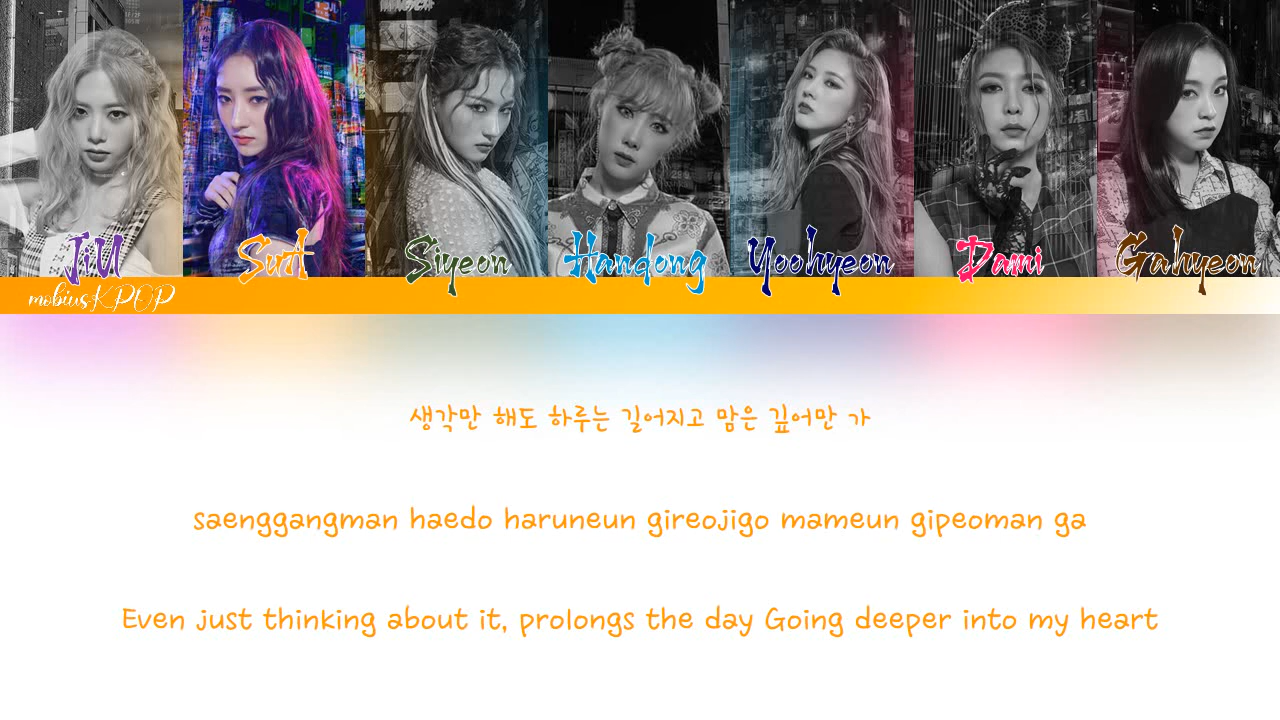 JiU SuA Siyeon Handong Yoohyeon Dami Gahyeon
mobiusKPOP
생각만 해도 하루는 길어지고 맘은 깊어만 가
saenggangman haedo haruneun gireojigo mameun gipeoman ga
Even just thinking about it, prolongs the day Going deeper into my heart